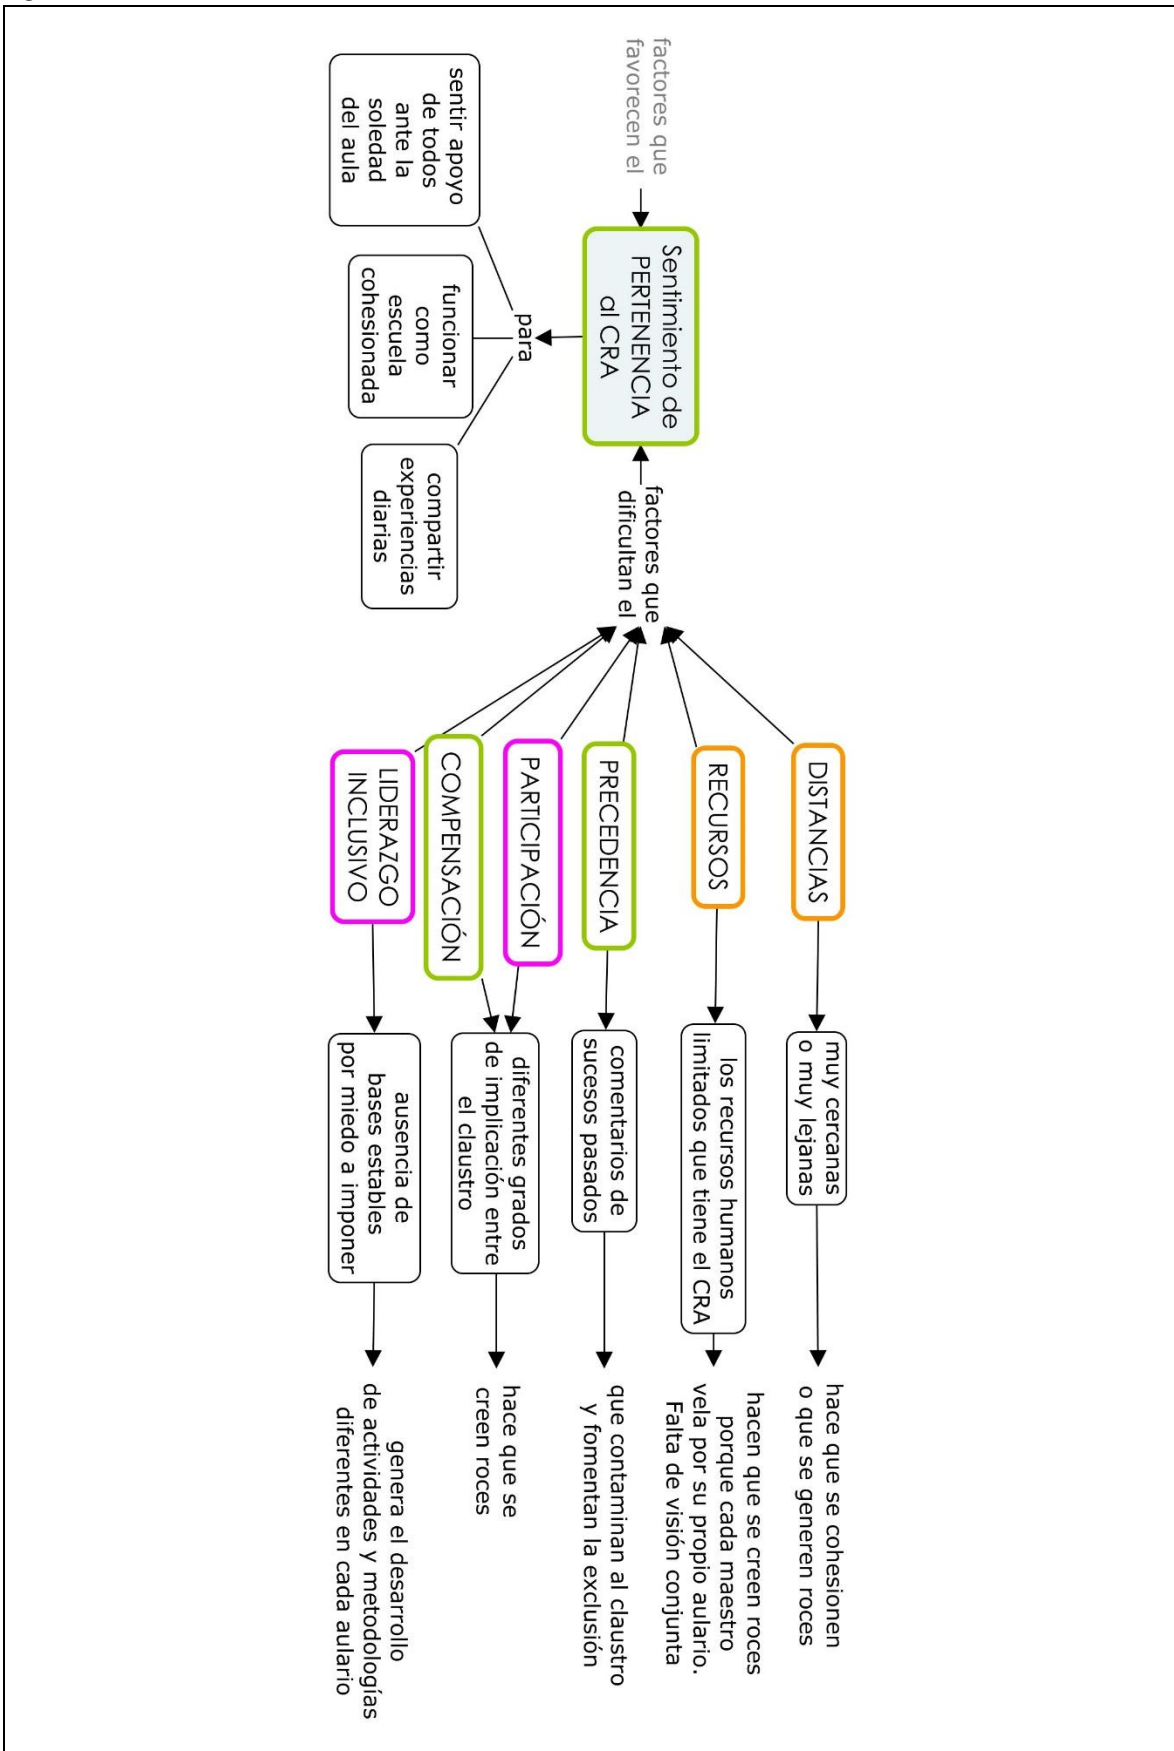 factores que
favorecen el
Sentimiento de
PERTENENCIA
al CRA
factores que
dificultan el
para
sentir apoyo
de todos
ante la
soledad
del aula
funcionar
como
escuela
cohesionada
compartir
experiencias
diarias
DISTANCIAS
muy cercanas
o muy lejanas
hace que se cohesionen
o que se generen roces
RECURSOS
los recursos humanos
limitados que tiene el CRA
hacen que se creen roces
porque cada maestro
vela por su propio aulario.
Falta de visión conjunta
PRECEDENCIA
comentarios de
sucesos pasados
que contaminan al claustro
y fomentan la exclusión
PARTICIPACIÓN
COMPENSACIÓN
diferentes grados
de implicación entre
el claustro
hace que se
creen roces
LIDERAZGO
INCLUSIVO
ausencia de
bases estables
por miedo a imponer
genera el desarrollo
de actividades y metodologías
diferentes en cada aulario